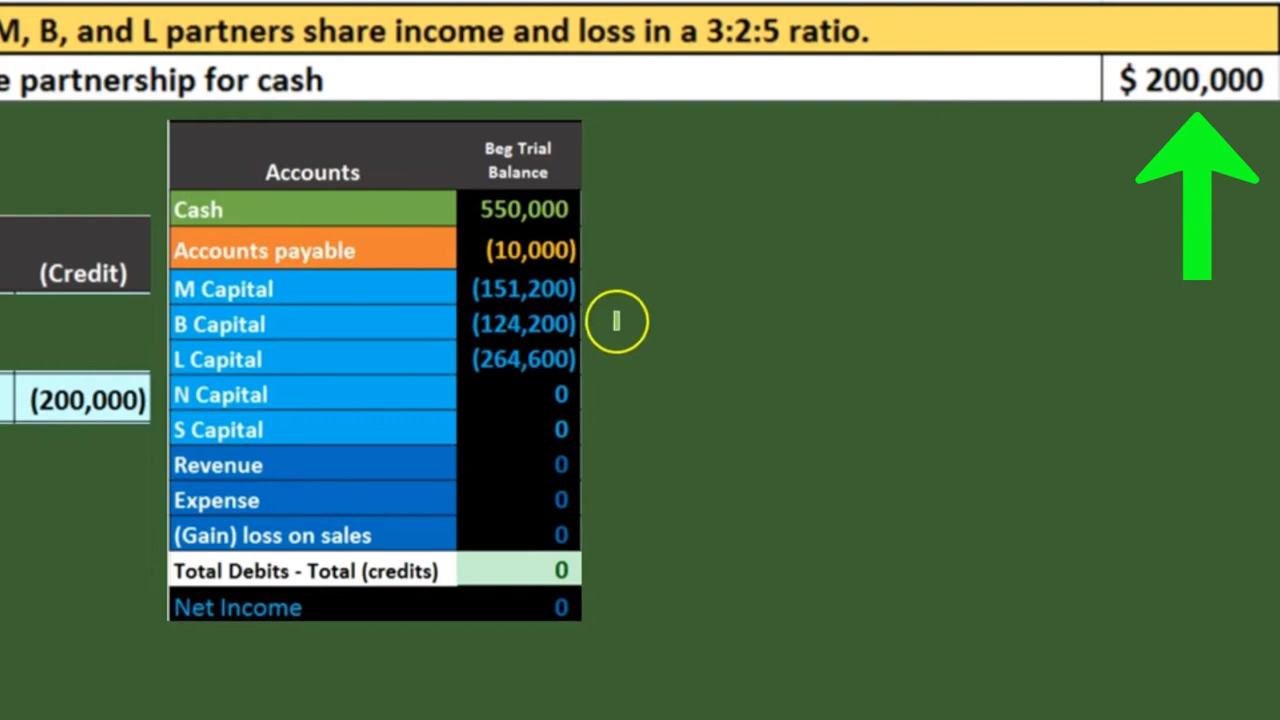 M, B, and L partners share income and loss in a 3:2:5 ratio.
e partnership for cash $ 200,000
Accounts Beg Trial Balance
(Credit)
Cash 550,000
Accounts payable (10,000)
M Capital (151,200)
B Capital (124,200)
L Capital (264,600)
(200,000)
N Capital 0
S Capital 0
Revenue 0
Expense 0
(Gain) loss on sales 0
Total Debits - Total (credits) 0
Net Income 0